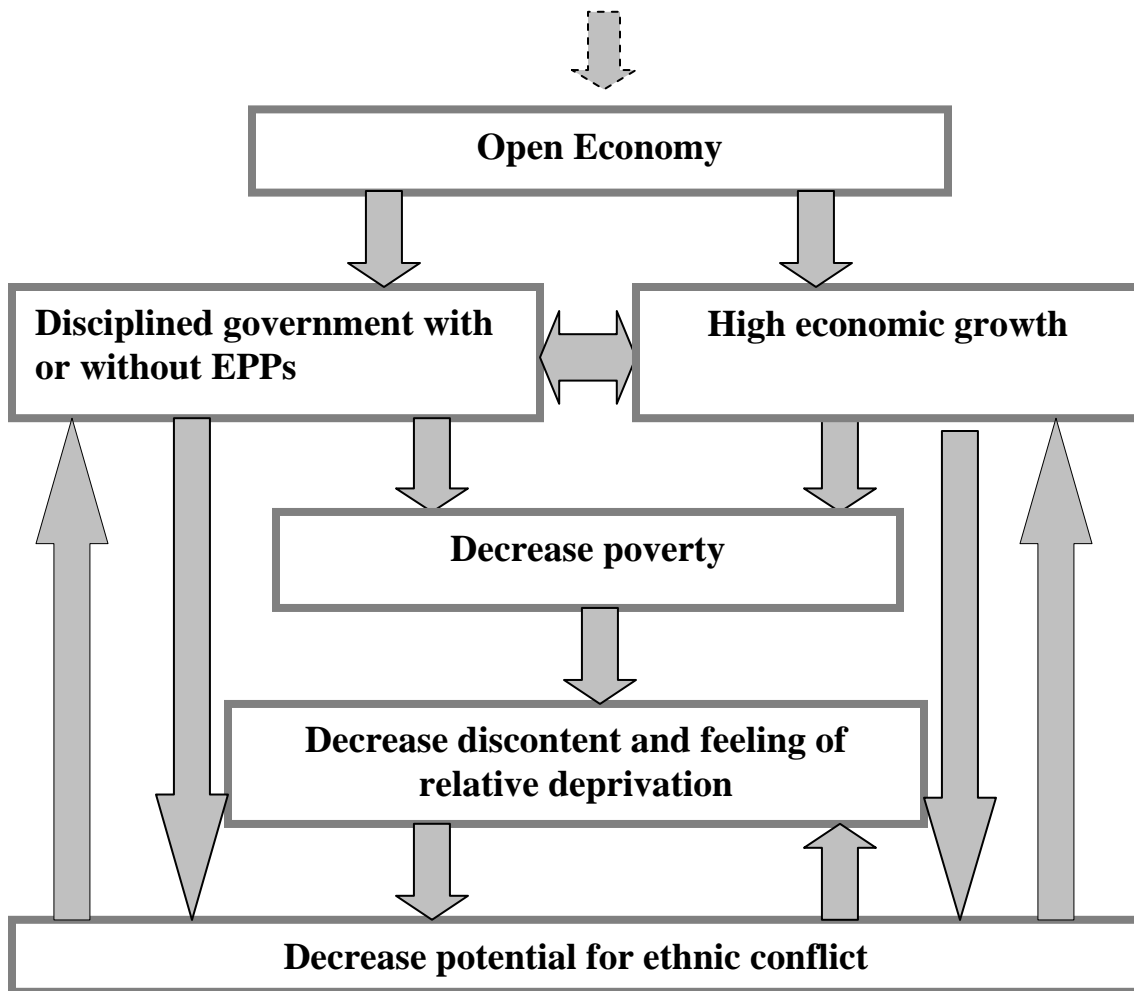 Open Economy
Disciplined government with
or without EPPs
High economic growth
Decrease poverty
Decrease discontent and feeling of
relative deprivation
Decrease potential for ethnic conflict